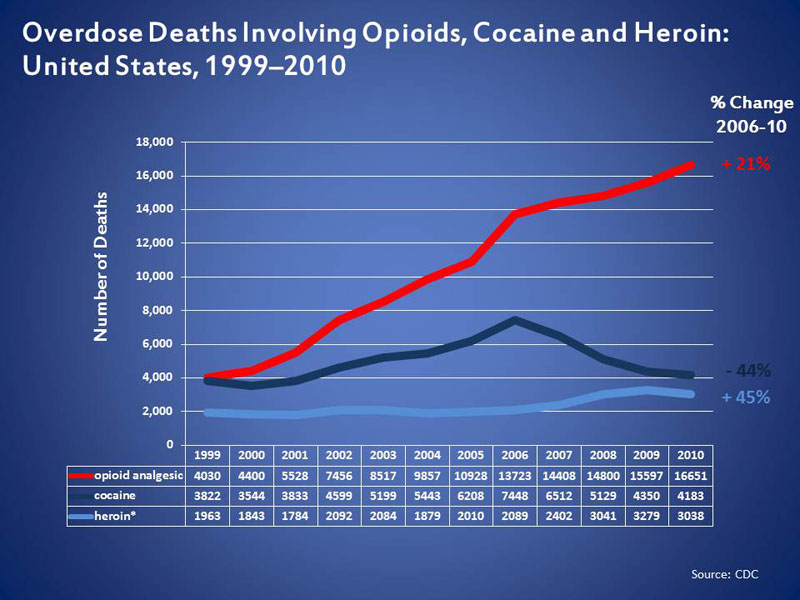 Overdose Deaths Involving Opioids, Cocaine and Heroin:
United States, 1999–2010
% Change
2006-10
18,000
16,000
14,000
12,000
10,000
8,000
6,000
4,000
2,000
0
Number of Deaths
+ 21%
- 44%
+ 45%
1999 2000 2001 2002 2003 2004 2005 2006 2007 2008 2009 2010
opioid analgesic 4030 4400 5528 7456 8517 9857 10928 13723 14408 14800 15597 16651
cocaine 3822 3544 3833 4599 5199 5443 6208 7448 6512 5129 4350 4183
heroin* 1963 1843 1784 2092 2084 1879 2010 2089 2402 3041 3279 3038
Source: CDC